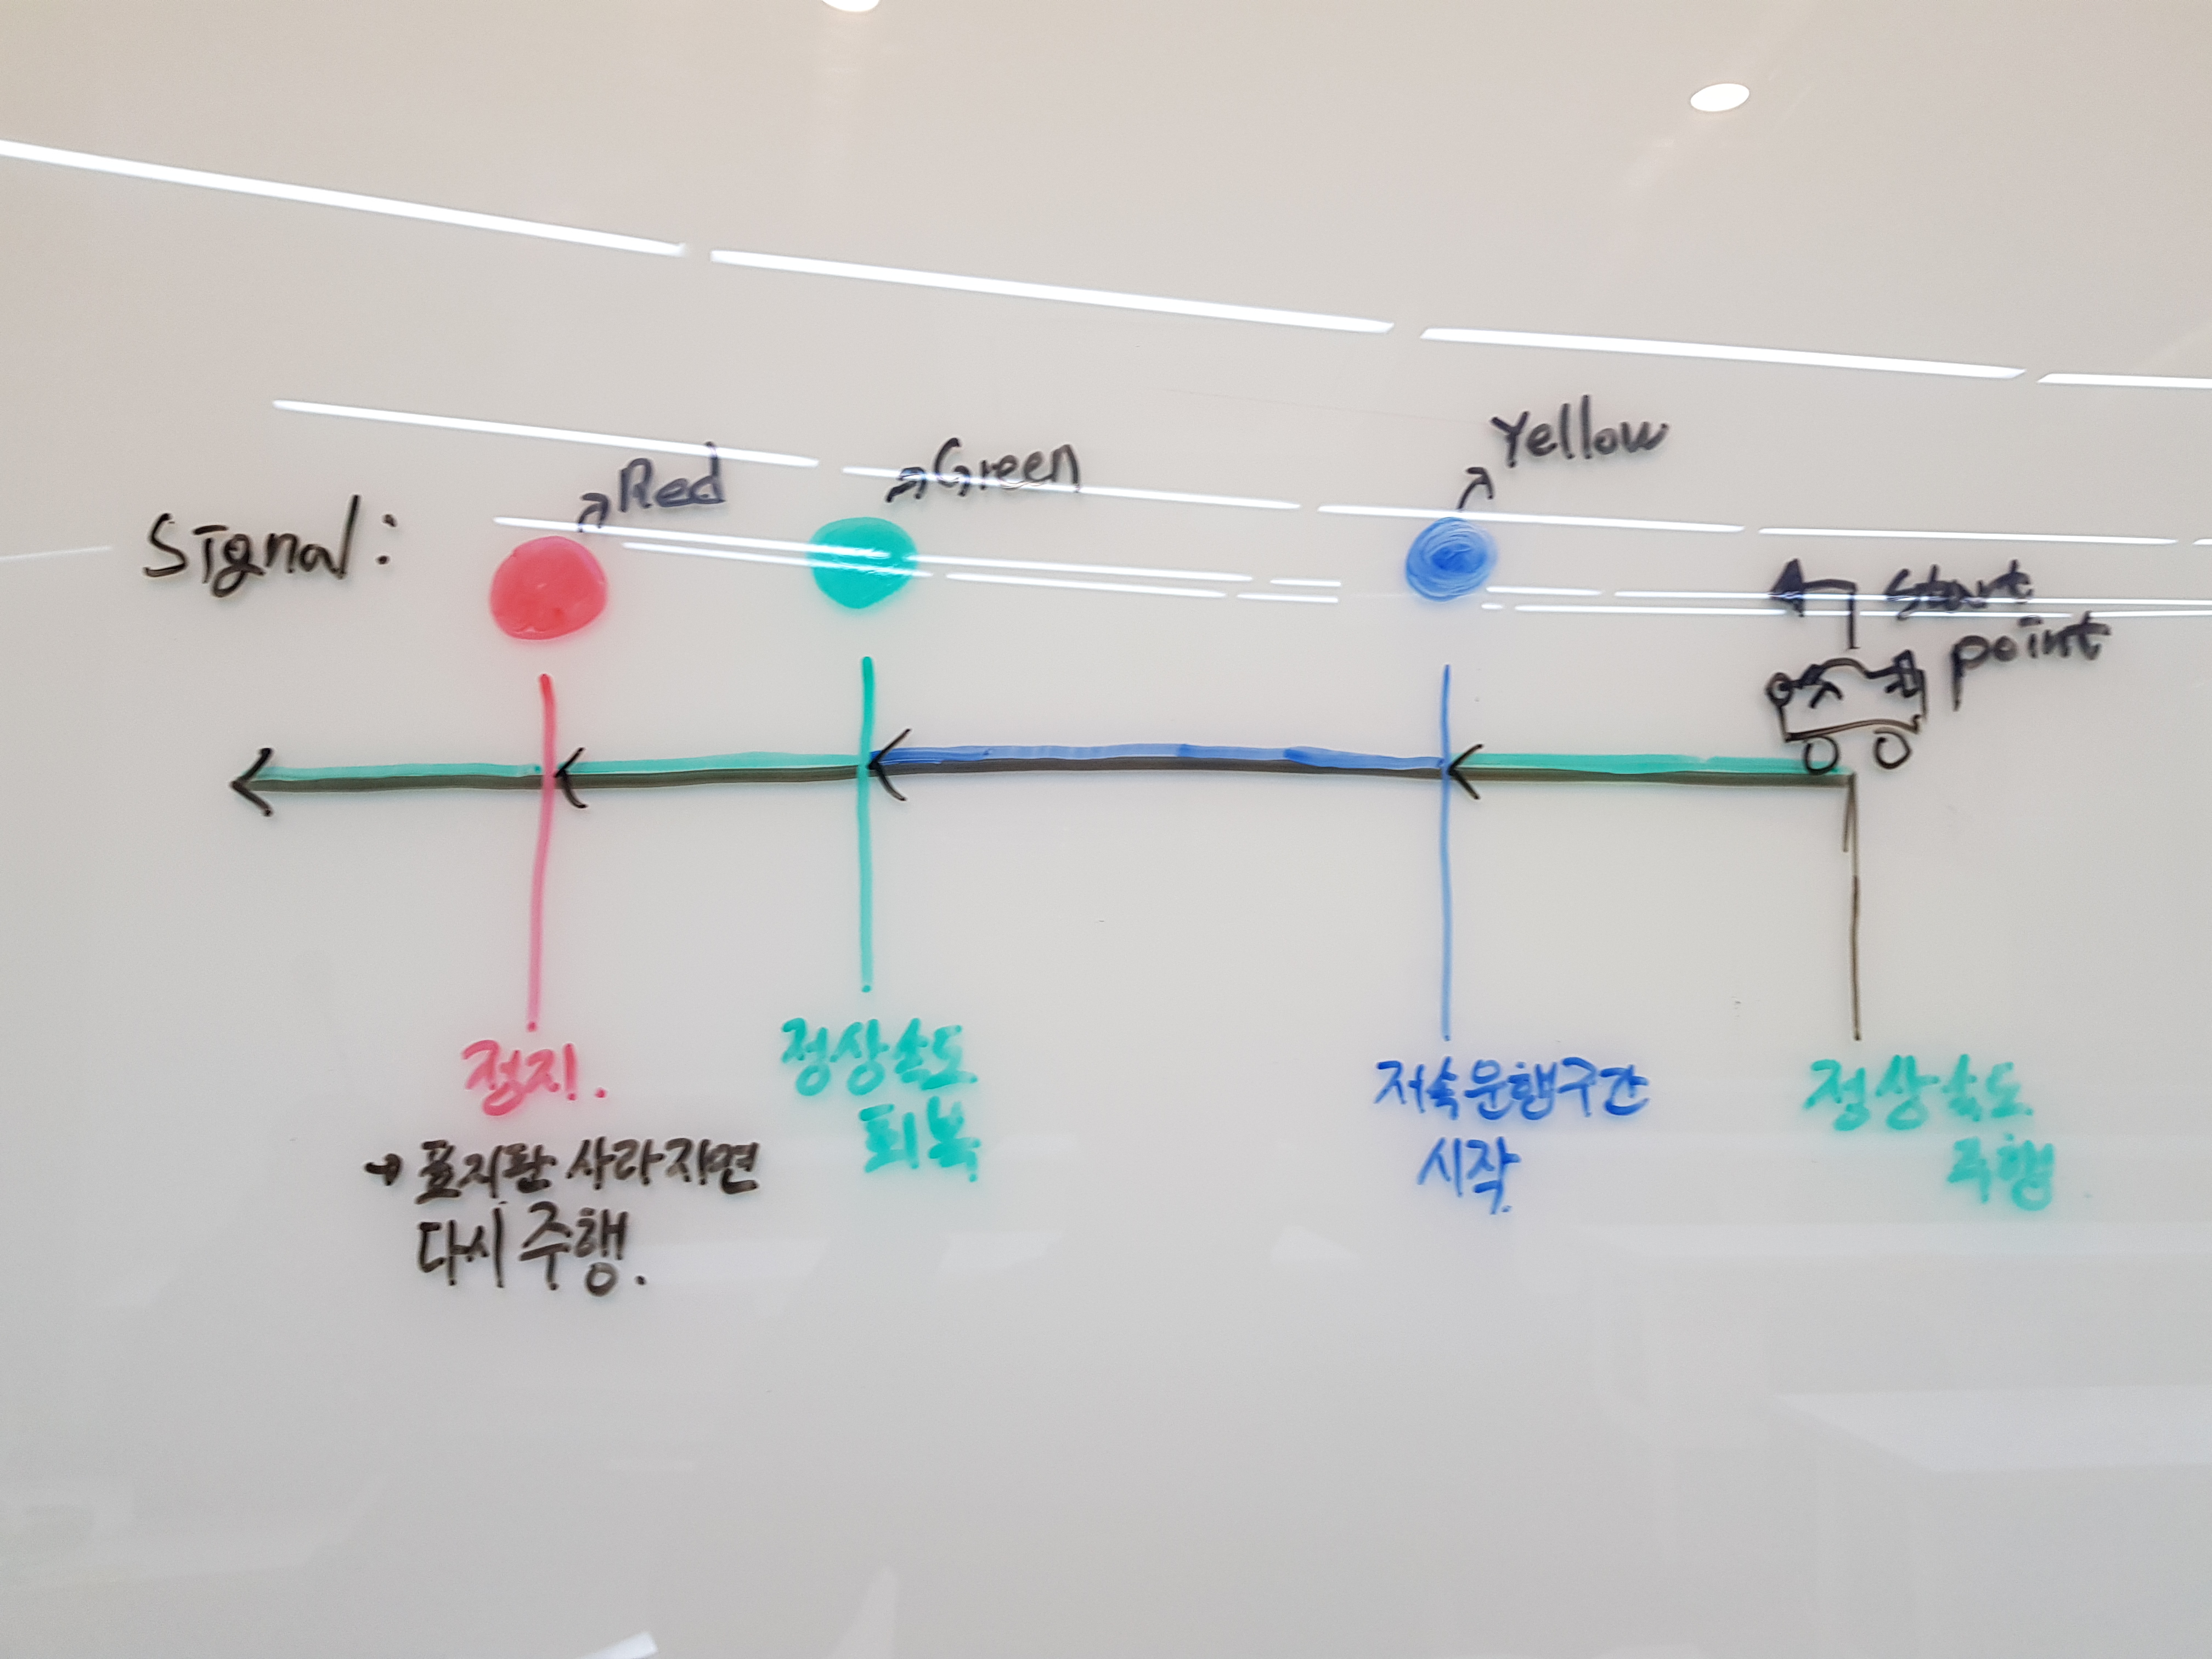 Signal:
Red
Green
Yellow
Start
point
정지.
→ 표지판 사라지면
다시 주행.
정상속도
회복
저속운행구간
시작.
정상속도
주행